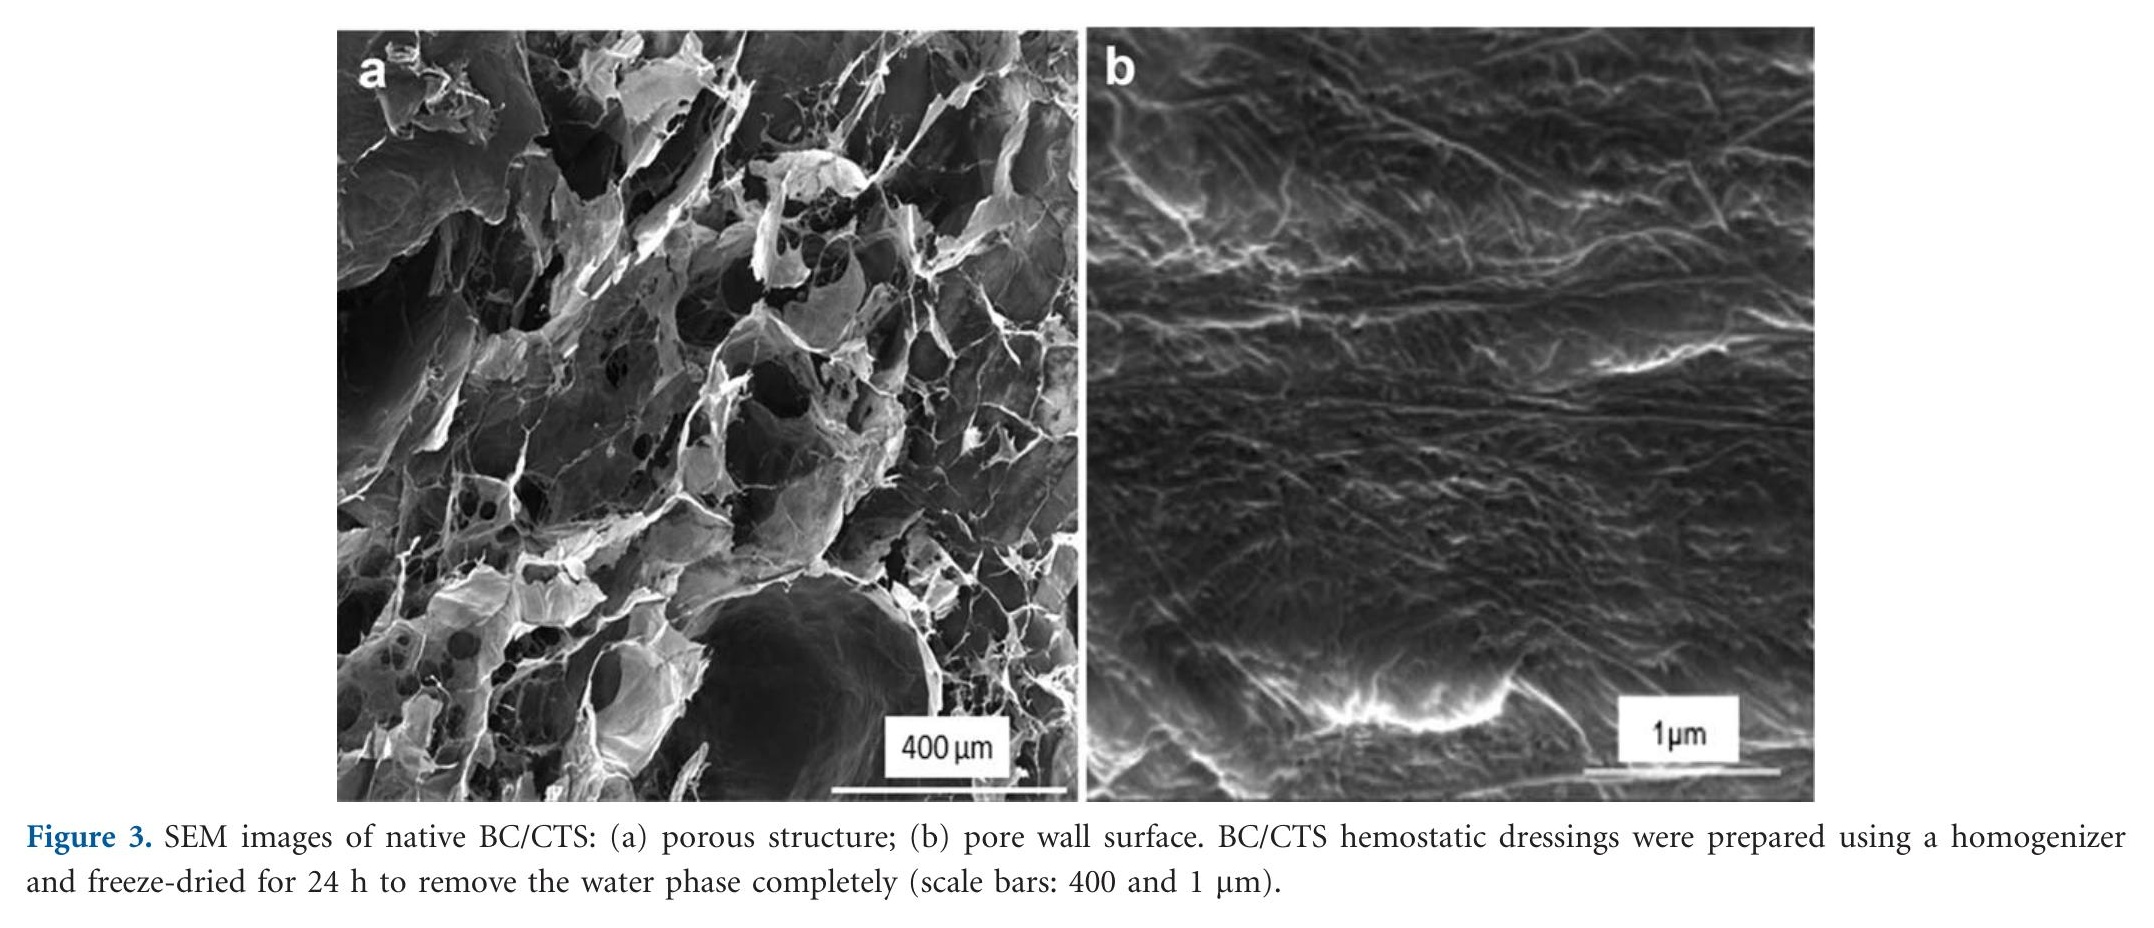 a
b
400 µm
1µm
Figure 3. SEM images of native BC/CTS: (a) porous structure; (b) pore wall surface. BC/CTS hemostatic dressings were prepared using a homogenizer
and freeze-dried for 24 h to remove the water phase completely (scale bars: 400 and 1 µm).